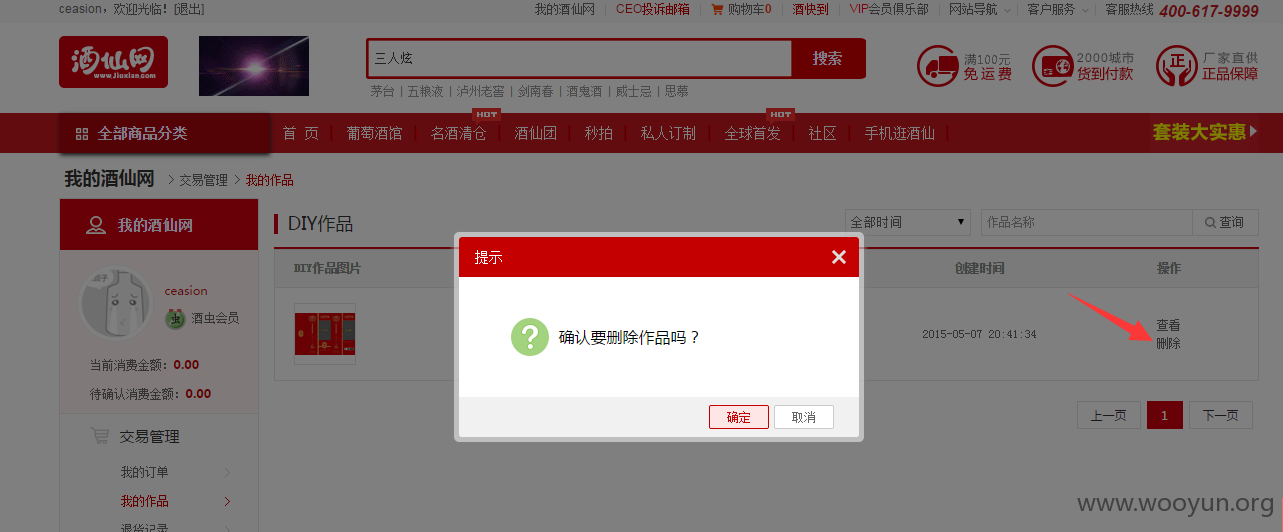 ceasion，欢迎光临！[退出]
我的酒仙网 CEO投诉邮箱 购物车0 酒快到 VIP会员俱乐部 网站导航 客户服务 客服热线 400-617-9999
酒仙网
www.jiuxian.com
三人炫 搜索
茅台 | 五粮液 | 泸州老窖 | 剑南春 | 酒鬼酒 | 威士忌 | 思慕
满100元
免运费
2000城市
货到付款
正
厂家直供
正品保障
HOT HOT
全部商品分类 首 页 葡萄酒馆 名酒清仓 酒仙团 秒拍 私人订制 全球首发 社区 手机逛酒仙 套装大实惠
我的酒仙网 > 交易管理 > 我的作品
我的酒仙网
DIY作品 全部时间 作品名称 查询
DIY作品图片 创建时间 操作
提示
ceasion
虫 酒虫会员
确认要删除作品吗？
2015-05-07 20:41:34
查看
删除
当前消费金额：0.00
待确认消费金额：0.00
确定 取消
上一页 1 下一页
交易管理
我的订单
我的作品
退货记录
www.wooyun.org